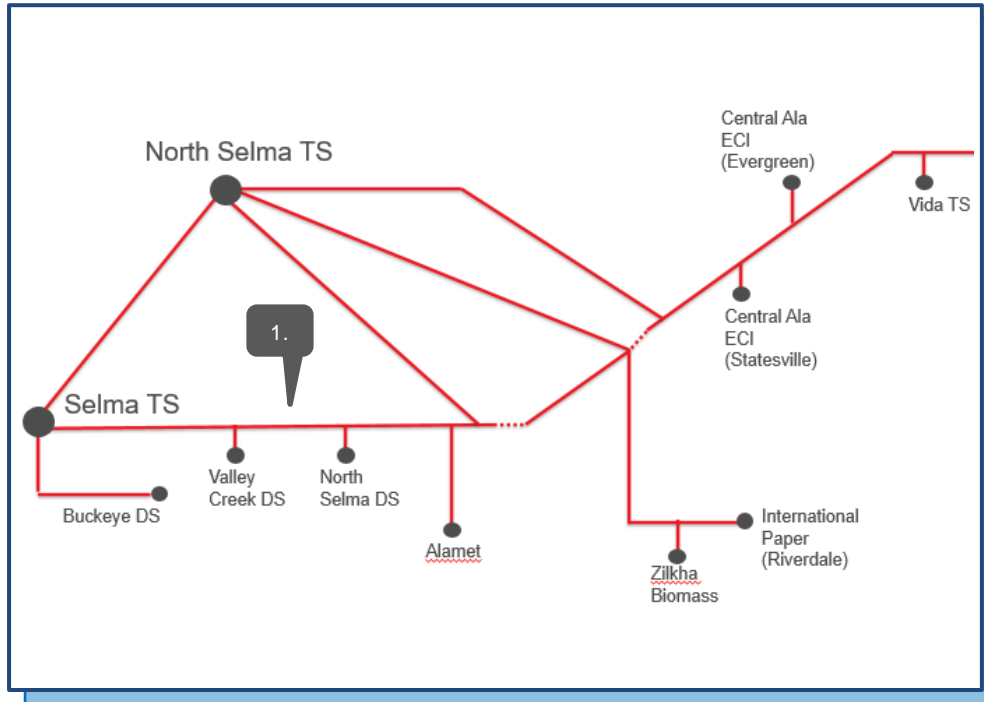 Central Ala
ECI
(Evergreen)
North Selma TS
Vida TS
1.
Central Ala
ECI
(Statesville)
Selma TS
Valley
Creek DS
North
Selma DS
Buckeye DS
Alamet
International
Paper
(Riverdale)
Zilkha
Biomass